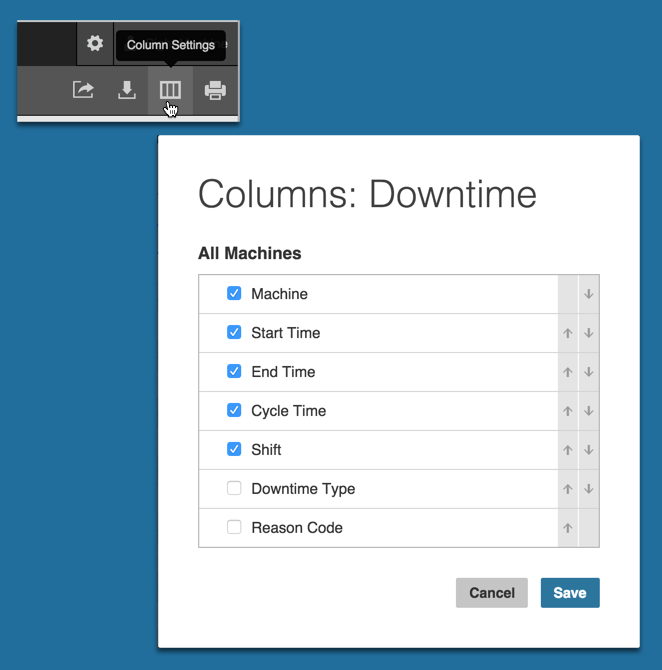 Column Settings
Columns: Downtime
All Machines
Machine
Start Time
End Time
Cycle Time
Shift
Downtime Type
Reason Code
Cancel
Save